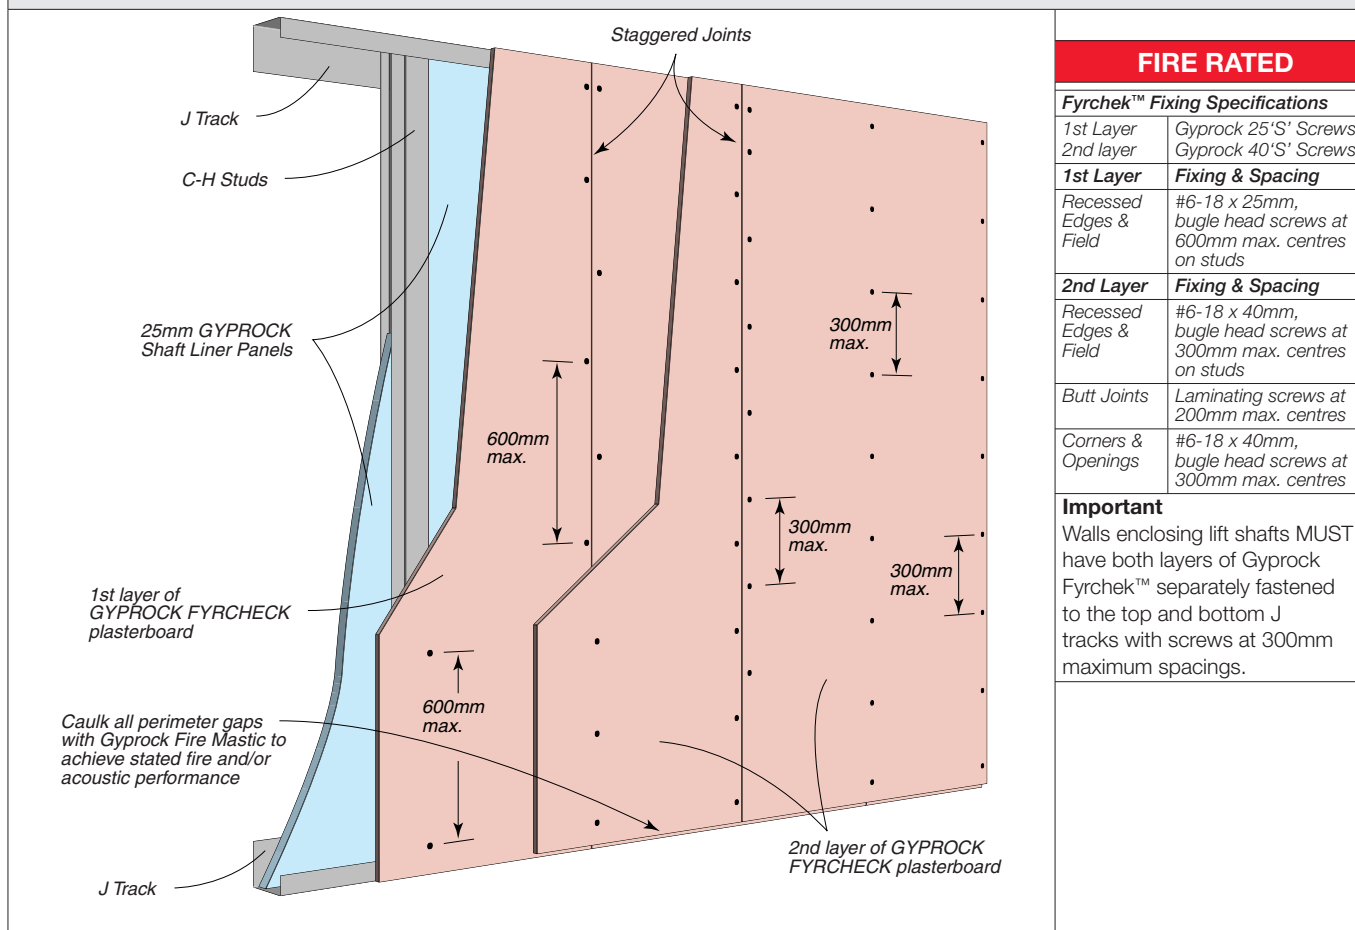 Staggered Joints
J Track
C-H Studs
25mm GYPROCK
Shaft Liner Panels
300mm
max.
600mm
max.
300mm
max.
300mm
max.
1st layer of
GYPROCK FYRCHECK
plasterboard
600mm
max.
Caulk all perimeter gaps
with Gyprock Fire Mastic to
achieve stated fire and/or
acoustic performance
2nd layer of GYPROCK
FYRCHECK plasterboard
J Track
FIRE RATED
Fyrchek™ Fixing Specifications
1st Layer Gyprock 25‘S’ Screws
2nd layer Gyprock 40‘S’ Screws
1st Layer Fixing & Spacing
Recessed #6-18 x 25mm,
Edges & bugle head screws at
Field 600mm max. centres
on studs
2nd Layer Fixing & Spacing
Recessed #6-18 x 40mm,
Edges & bugle head screws at
Field 300mm max. centres
on studs
Butt Joints Laminating screws at
200mm max. centres
Corners & #6-18 x 40mm,
Openings bugle head screws at
300mm max. centres
Important
Walls enclosing lift shafts MUST
have both layers of Gyprock
Fyrchek™ separately fastened
to the top and bottom J
tracks with screws at 300mm
maximum spacings.